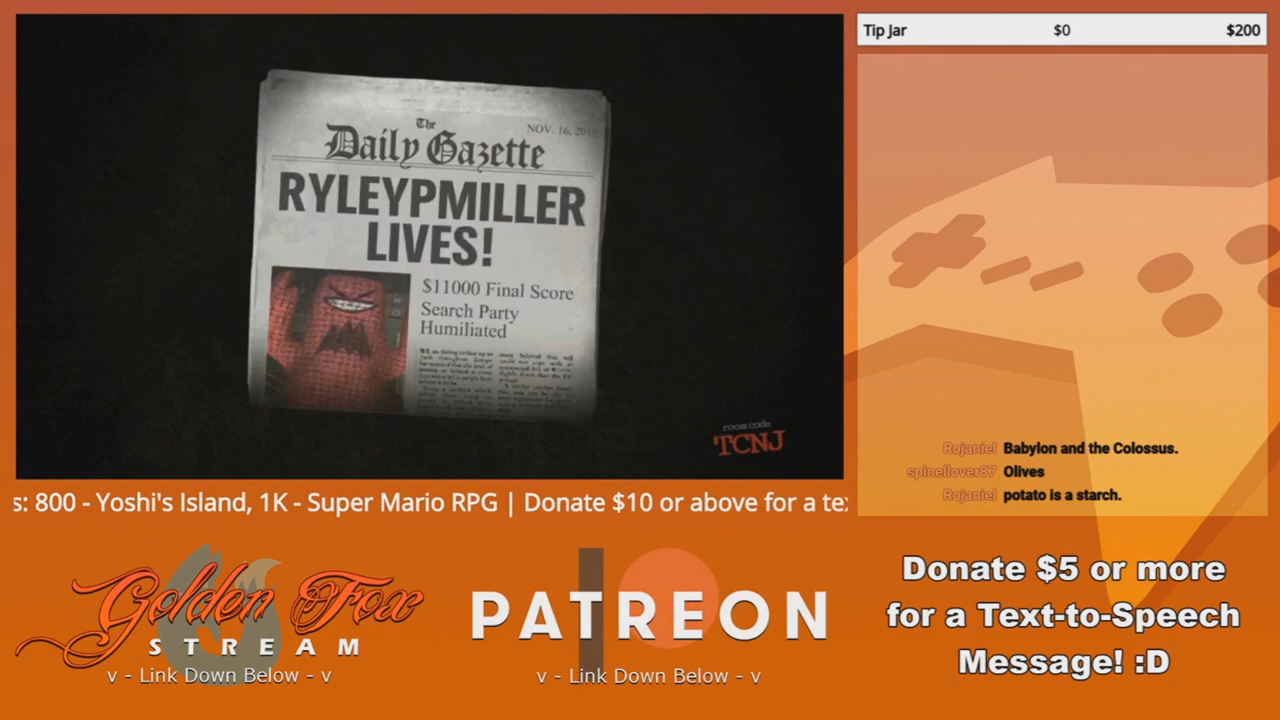 Tip Jar $0 $200
The
NOV. 16, 2019
Daily Gazette
RYLEYPMILLER
LIVES!
$11000 Final Score
Search Party
Humiliated
room code
TCNJ
Rojaniel Babylon and the Colossus.
spinellover87 Olives
Rojaniel potato is a starch.
s: 800 - Yoshi's Island, 1K - Super Mario RPG | Donate $10 or above for a te
Golden Fox
STREAM
v - Link Down Below - v
PATREON
v - Link Down Below - v
Donate $5 or more
for a Text-to-Speech
Message! :D